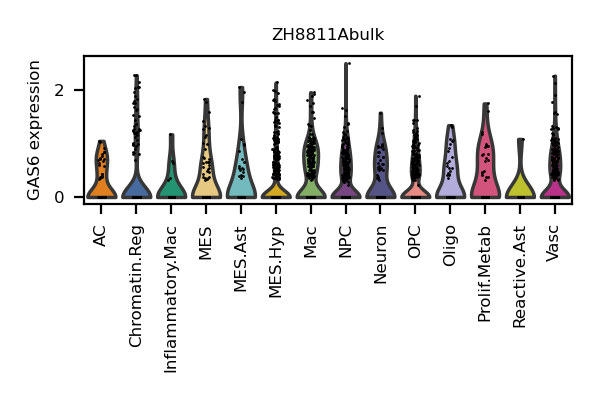 ZH8811Abulk
GAS6 expression
2
0
AC
Chromatin.Reg
Inflammatory.Mac
MES
MES.Ast
MES.Hyp
Mac
NPC
Neuron
OPC
Oligo
Prolif.Metab
Reactive.Ast
Vasc